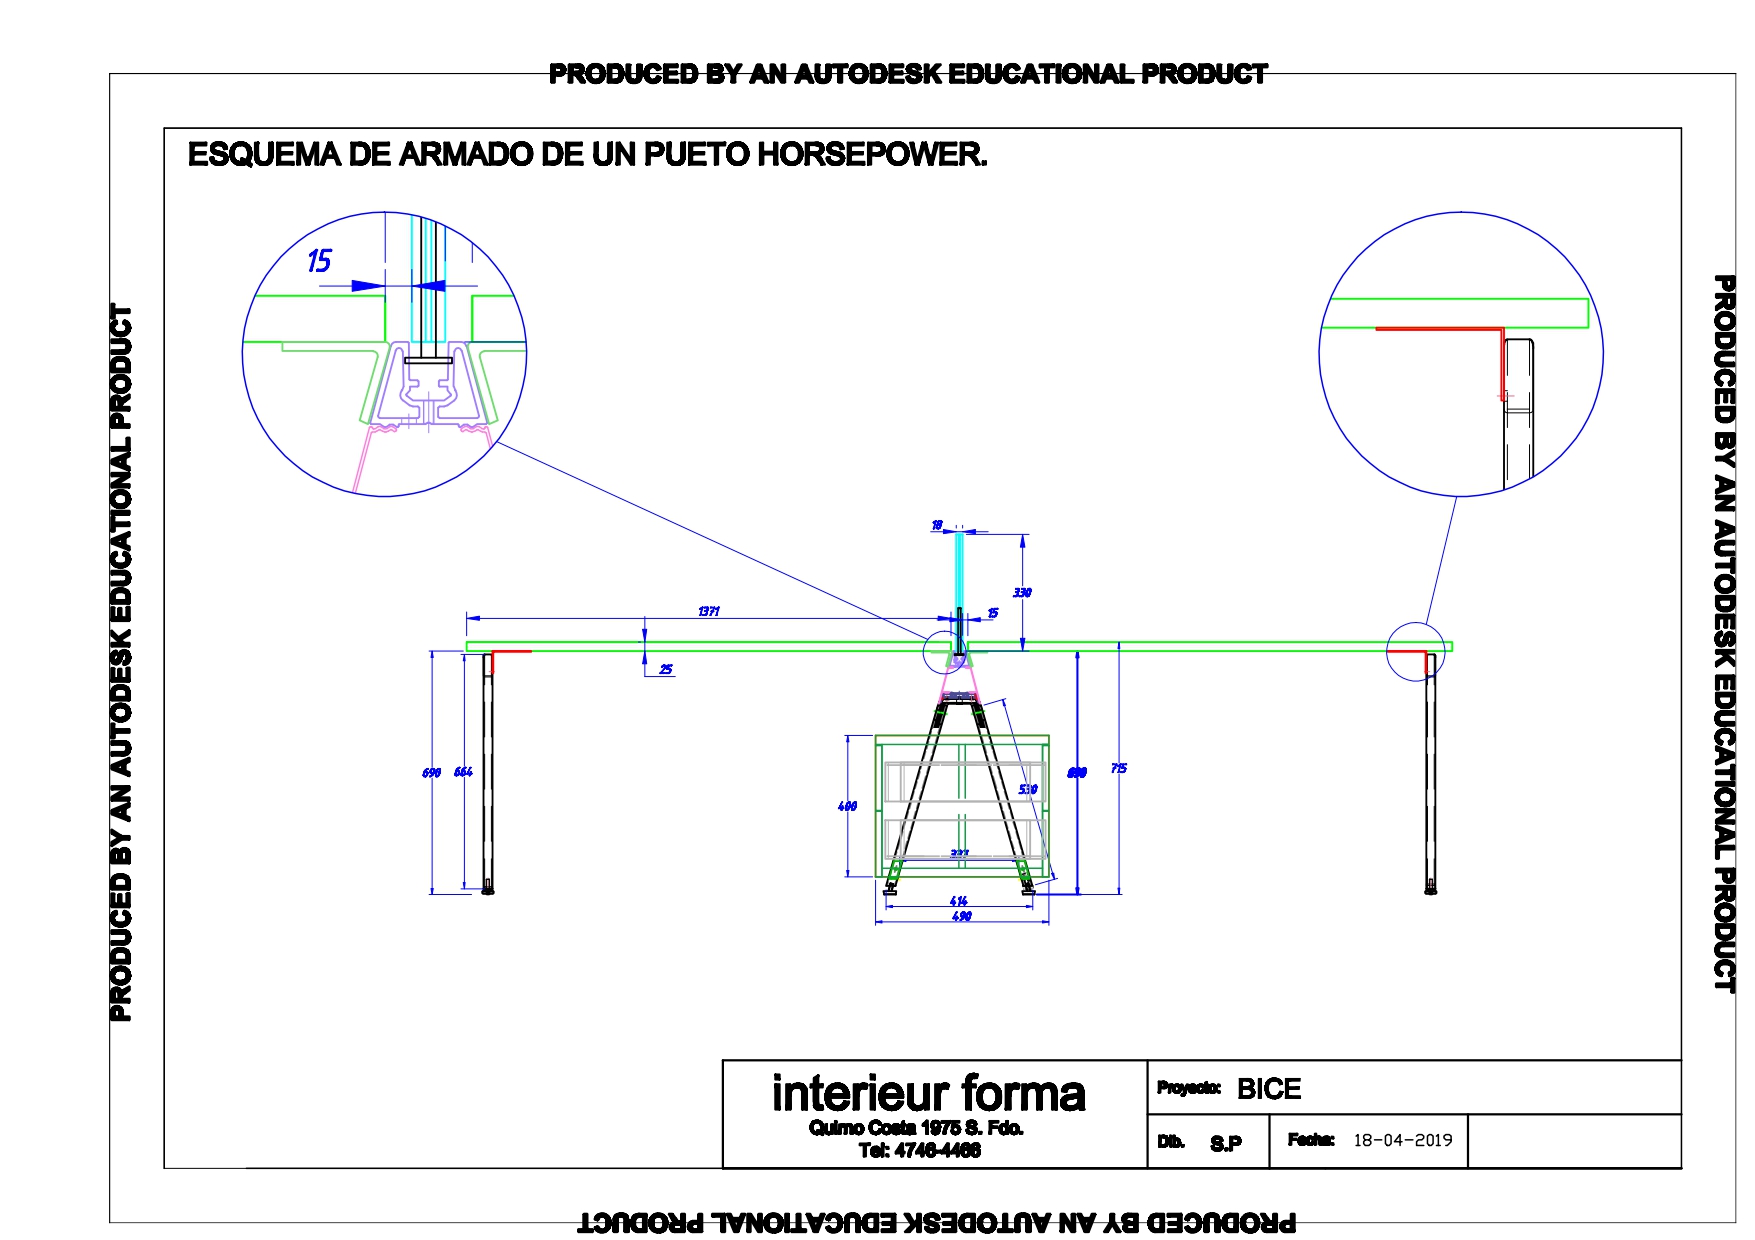 PRODUCED BY AN AUTODESK EDUCATIONAL PRODUCT
ESQUEMA DE ARMADO DE UN PUETO HORSEPOWER.
15
18
330
1371
15
25
690
664
715
530
400
414
490
interieur forma
Quirno Costa 1975 S. Fdo.
Tel: 4746-4466
Proyecto: BICE
Dib. S.P
Fecha: 18-04-2019
PRODUCED BY AN AUTODESK EDUCATIONAL PRODUCT
PRODUCED BY AN AUTODESK EDUCATIONAL PRODUCT
PRODUCED BY AN AUTODESK EDUCATIONAL PRODUCT